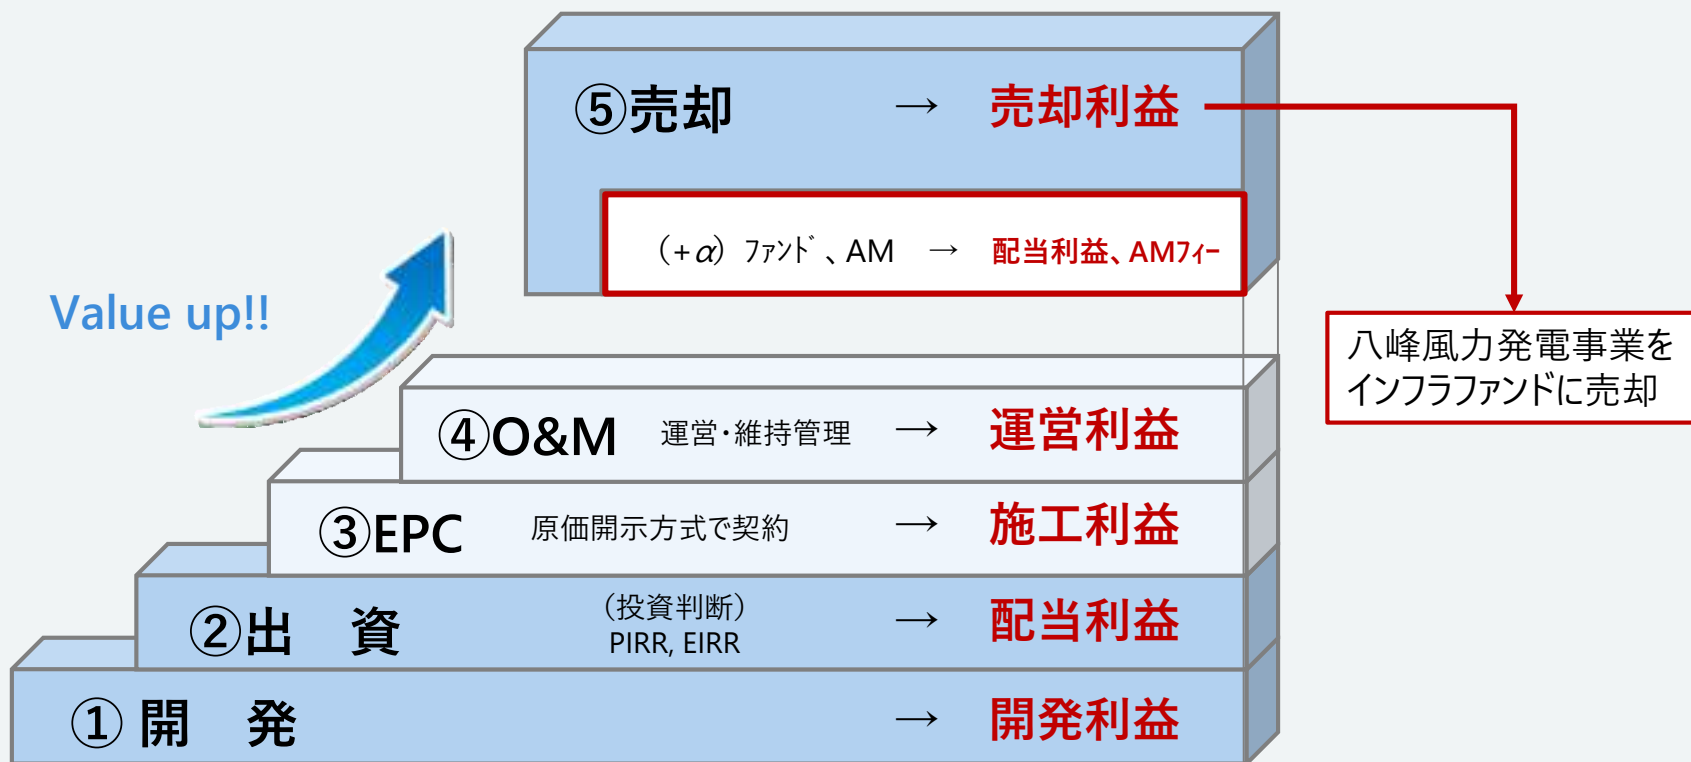 ⑤売却 → 売却利益
(+α) ﾌｧﾝﾄﾞ、AM → 配当利益、AMﾌｨｰ
Value up!!
八峰風力発電事業を
インフラファンドに売却
④O&M 運営・維持管理 → 運営利益
③EPC 原価開示方式で契約 → 施工利益
②出　資 (投資判断) → 配当利益
PIRR, EIRR
① 開　発 → 開発利益